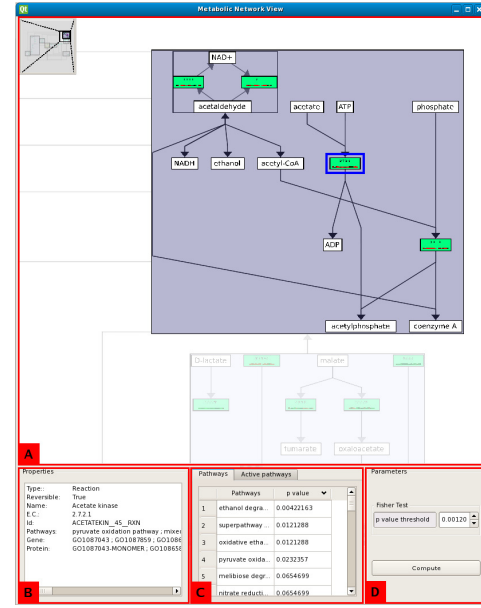 Metabolic Network View
NAD+
acetaldehyde
acetate
ATP
phosphate
NADH
ethanol
acetyl-CoA
ADP
acetylphosphate
coenzyme A
D-lactate
malate
fumarate
oxaloacetate
A
Properties
Type: Reaction
Reversible: True
Name: Acetate kinase
E.C.: 2.7.2.1
Id: ACETATEKIN_45_RXN
Pathways: pyruvate oxidation pathway ; mixed
Gene: GO1087043 ; GO1087859 ; GO1086
Protein: GO1087043-MONOMER ; GO108658
B
Pathways Active pathways
Pathways p value
1 ethanol degra... 0.00422163
2 superpathway ... 0.0121288
3 oxidative etha... 0.0121288
4 pyruvate oxida... 0.0232357
5 melibiose degr... 0.0654699
nitrate reducti... 0.0654699
C
Parameters
Fisher Test
p value threshold 0.00120
Compute
D